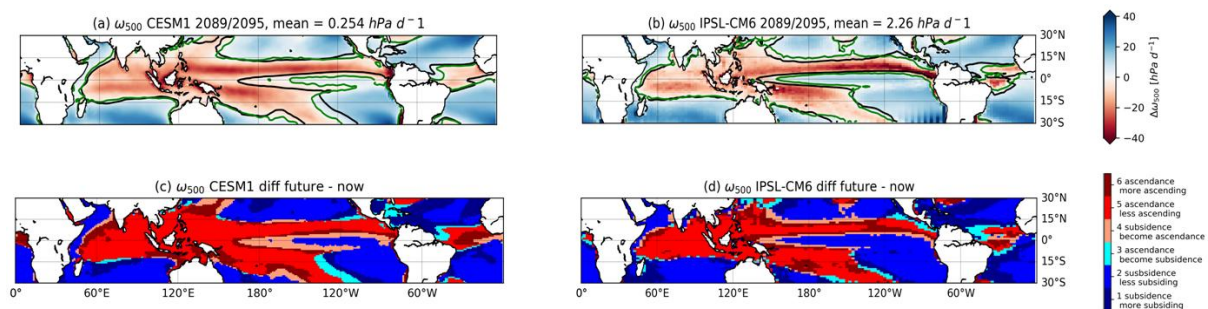 (a) ω500 CESM1 2089/2095, mean = 0.254 hPa d−1
(b) ω500 IPSL-CM6 2089/2095, mean = 2.26 hPa d−1
30°N
15°N
0°
15°S
30°S
40
20
0
−20
−40
Δω500 [hPa d−1]
(c) ω500 CESM1 diff future - now
(d) ω500 IPSL-CM6 diff future - now
30°N
15°N
0°
15°S
30°S
0° 60°E 120°E 180° 120°W 60°W
0° 60°E 120°E 180° 120°W 60°W
6 ascendance
more ascending
5 ascendance
less ascending
4 subsidence
become ascendance
3 ascendance
become subsidence
2 susbsidence
less subsiding
1 subsidence
more subsiding